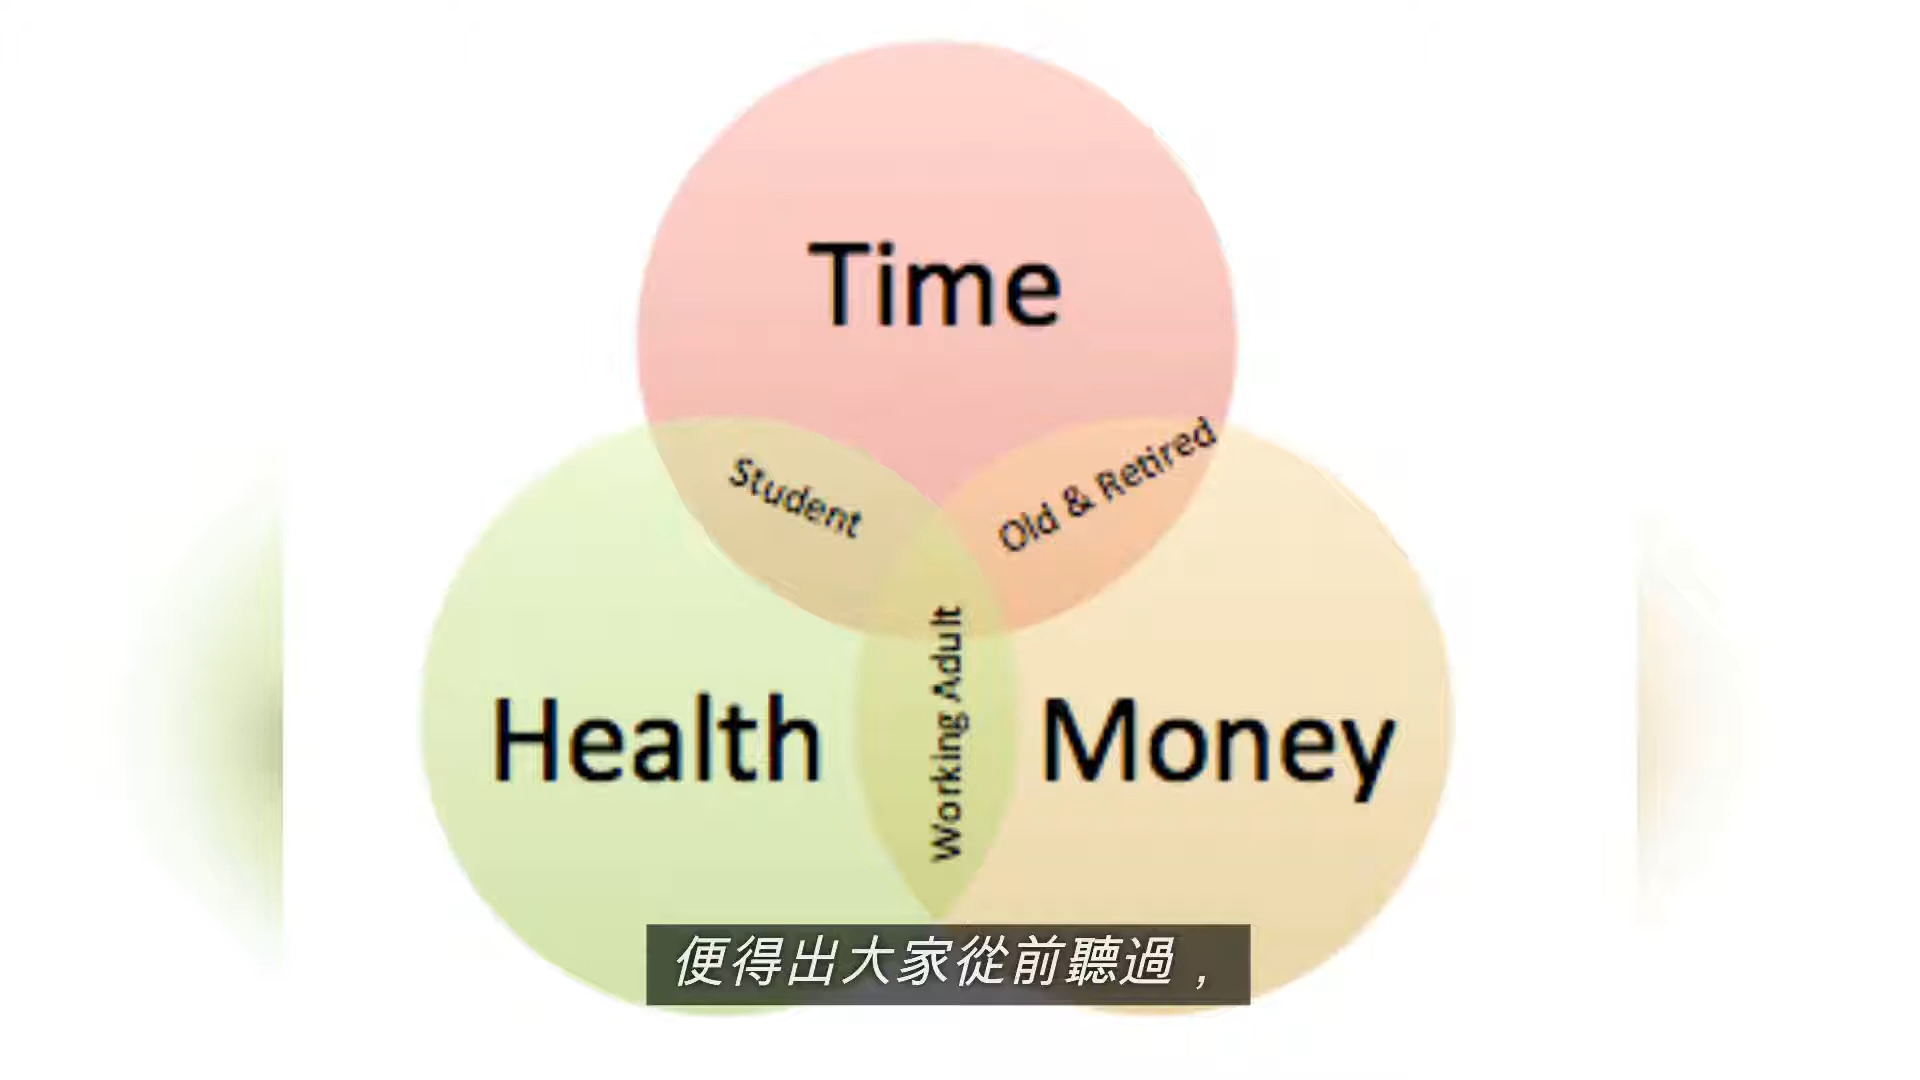 Time
Student
Old & Retired
Health
Working Adult
Money
便得出大家從前聽過，